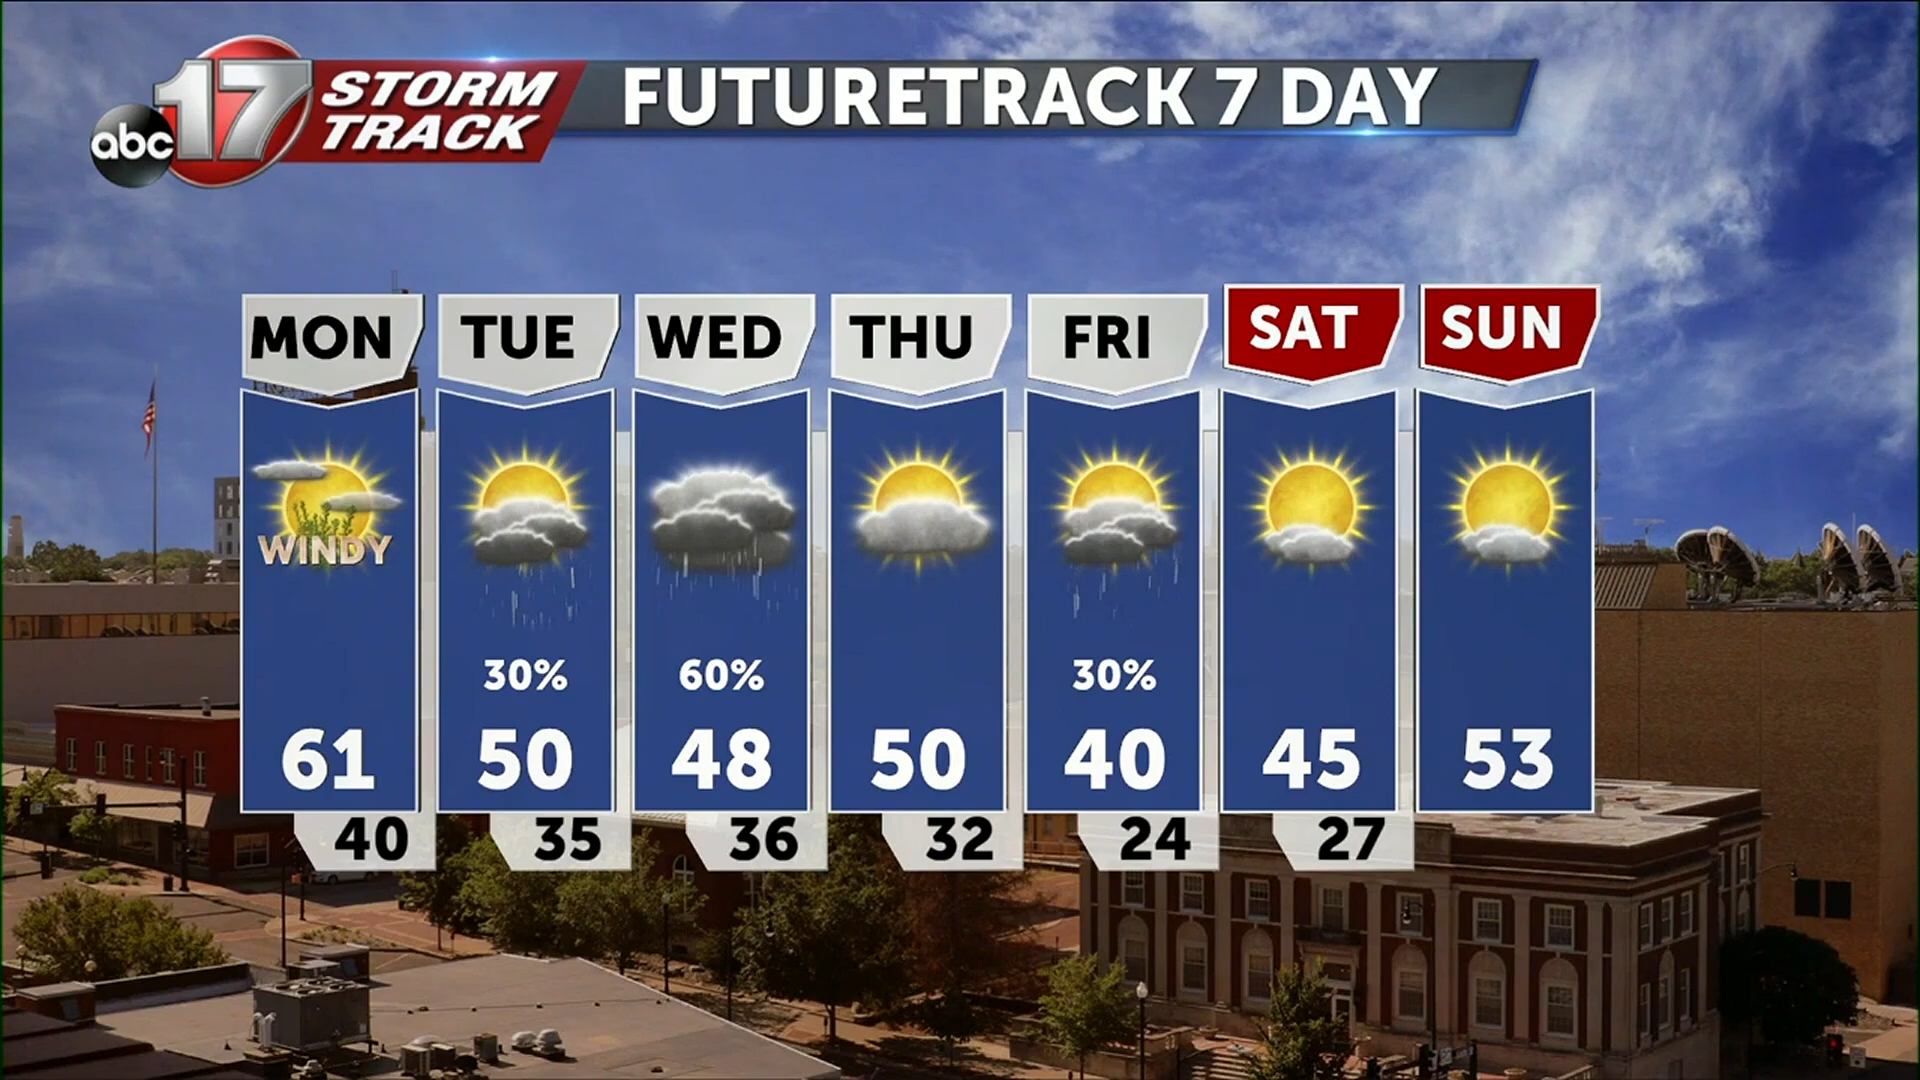 abc 17 STORM TRACK
FUTURETRACK 7 DAY
MON TUE WED THU FRI SAT SUN
WINDY
30% 60% 30%
61 50 48 50 40 45 53
40 35 36 32 24 27